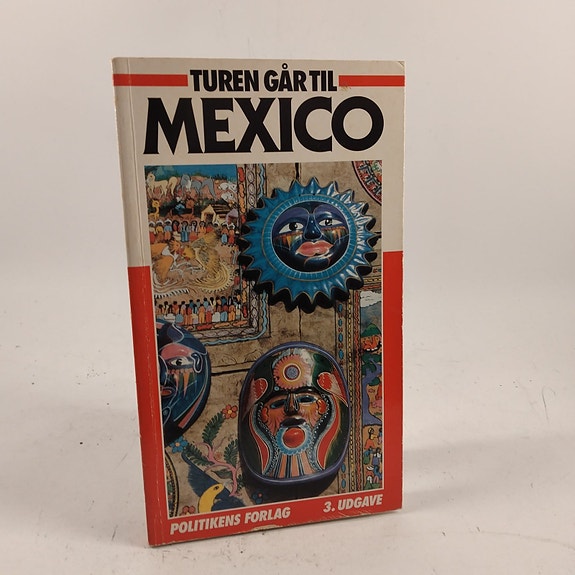 TUREN GÅR TIL
MEXICO
POLITIKENS FORLAG 3. UDGAVE